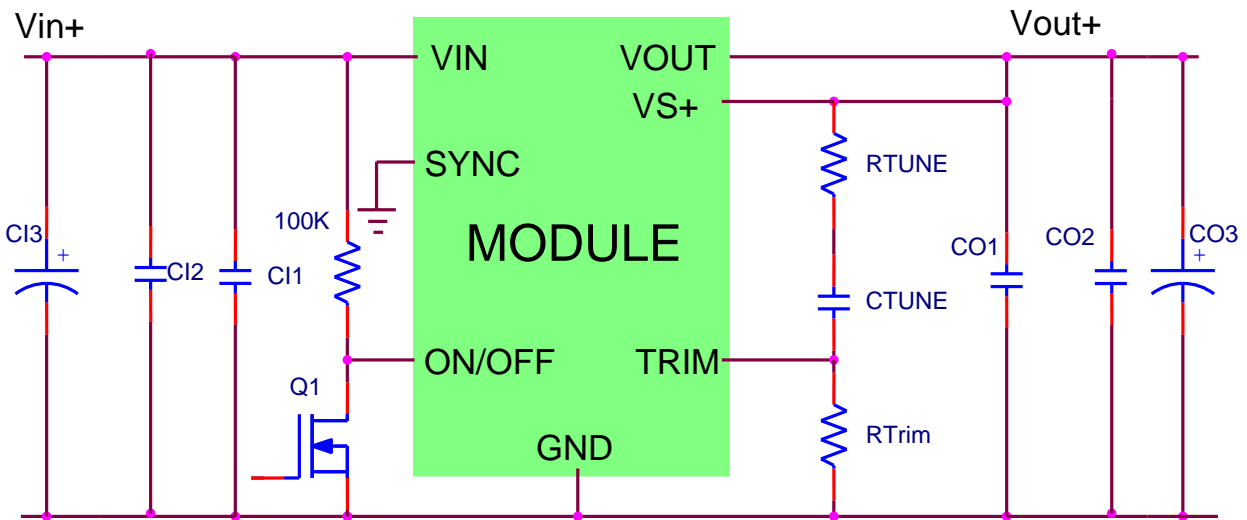 Vin+
Vout+
VIN
VOUT
VS+
SYNC
RTUNE
100K
MODULE
CI3
+
CI2
CI1
CO1
CO2
CO3
+
CTUNE
ON/OFF
TRIM
Q1
RTrim
GND